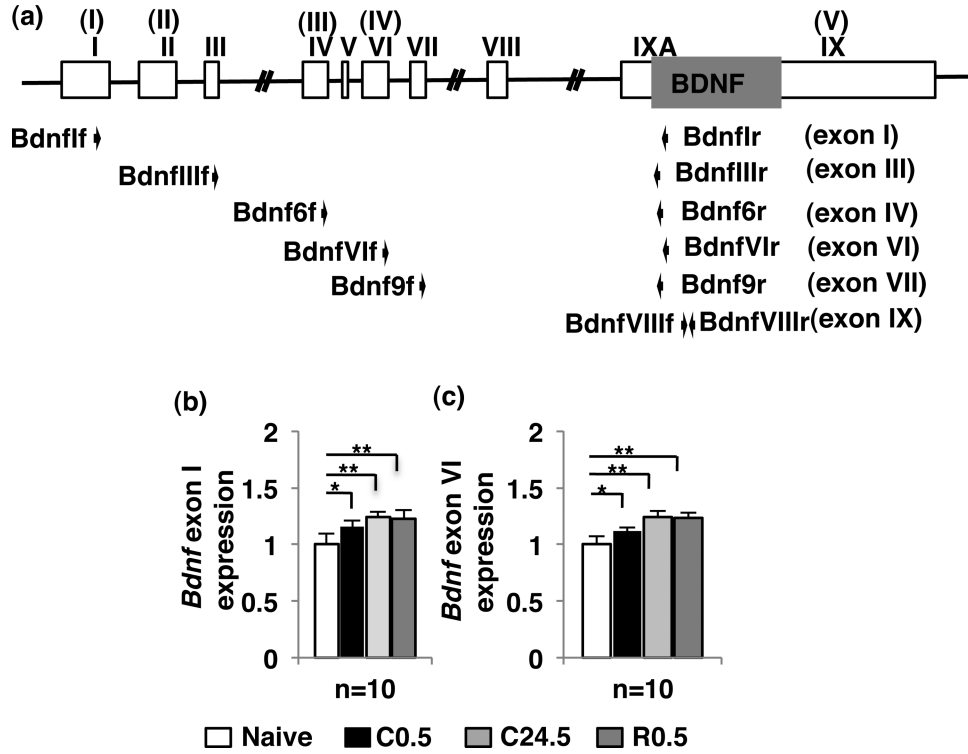 (a)
(I) (II) (III) (IV) (V)
I II III IV V VI VII VIII IXA IX
BDNF
BdnfIf BdnfIr (exon I)
BdnfIIIf BdnfIIIr (exon III)
Bdnf6f Bdnf6r (exon IV)
BdnfVIf BdnfVIr (exon VI)
Bdnf9f Bdnf9r (exon VII)
BdnfVIIIf BdnfVIIIr(exon IX)
(b)
Bdnf exon I
expression
2
1.5
1
0.5
0
*
**
**
n=10
(c)
Bdnf exon VI
expression
2
1.5
1
0.5
0
*
**
**
n=10
Naive C0.5 C24.5 R0.5